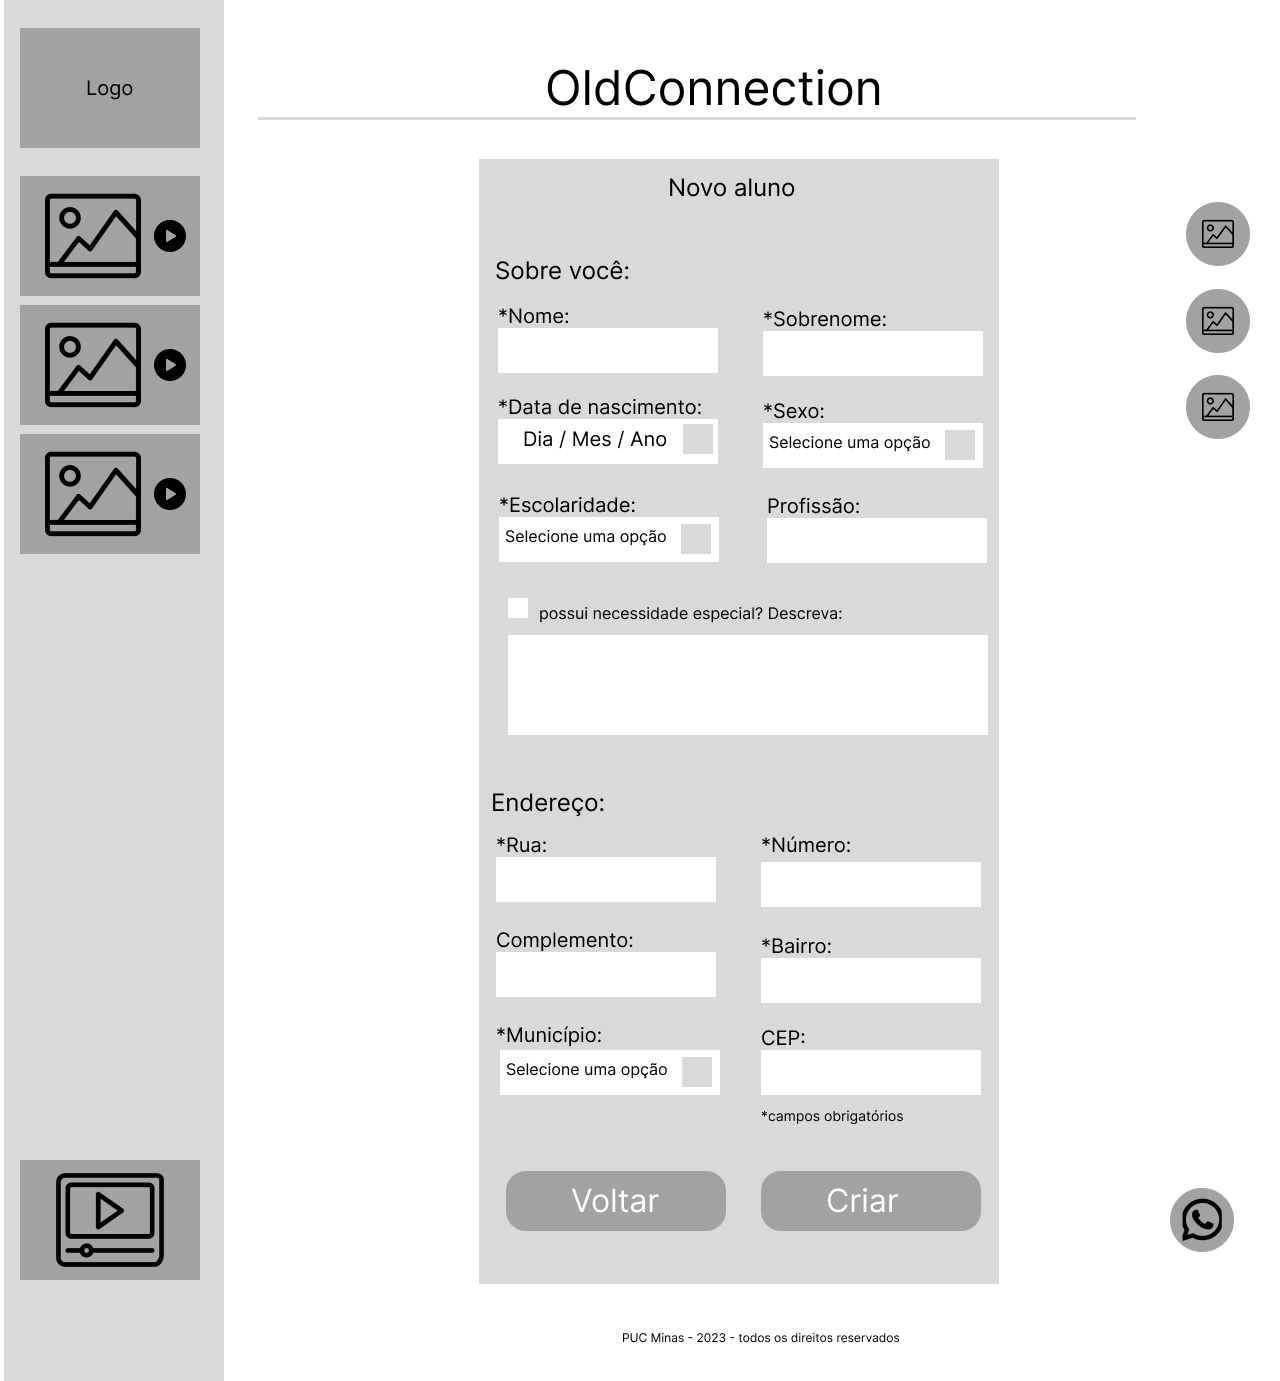 Logo
OldConnection
Novo aluno
Sobre você:
*Nome:
*Sobrenome:
*Data de nascimento:
*Sexo:
Dia / Mes / Ano
Selecione uma opção
*Escolaridade:
Profissão:
Selecione uma opção
possui necessidade especial? Descreva:
Endereço:
*Rua:
*Número:
Complemento:
*Bairro:
*Município:
CEP:
Selecione uma opção
*campos obrigatórios
Voltar
Criar
PUC Minas - 2023 - todos os direitos reservados